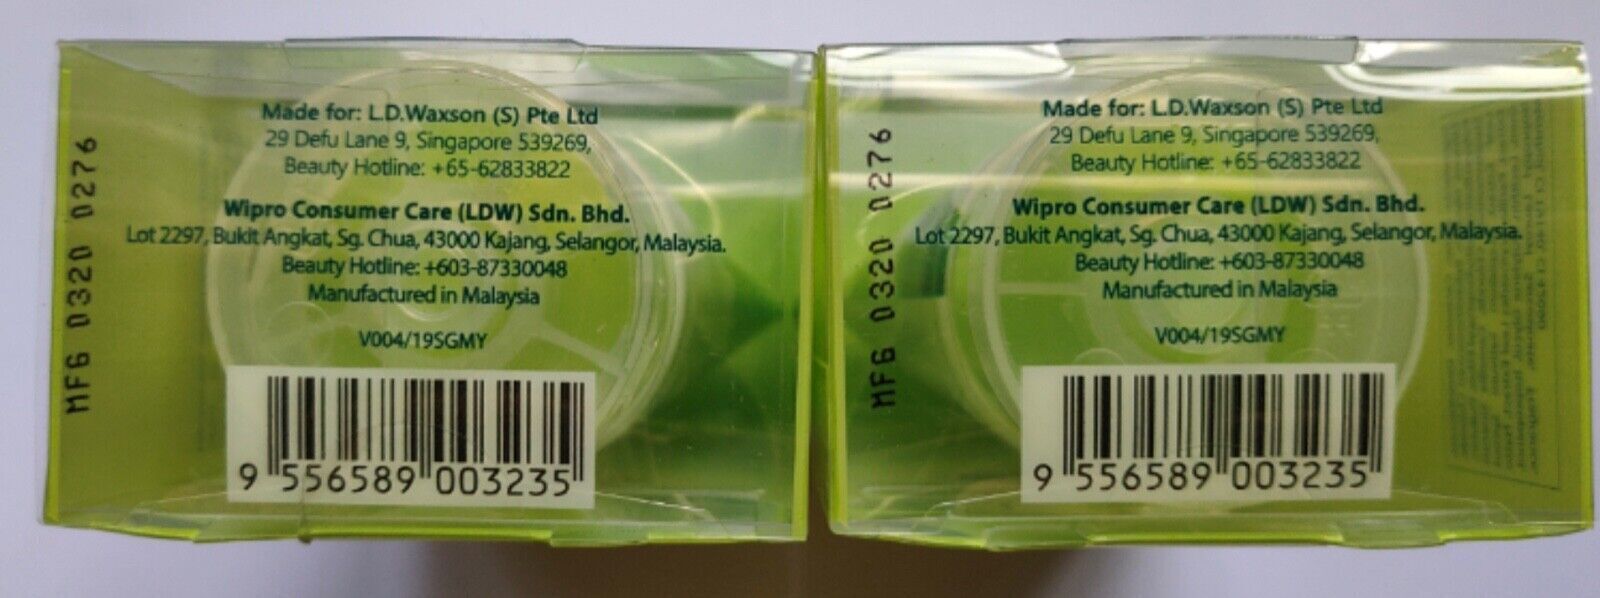 MFG 0320 0276
Made for: L.D.Waxson (S) Pte Ltd
29 Defu Lane 9, Singapore 539269,
Beauty Hotline: +65-62833822
Wipro Consumer Care (LDW) Sdn. Bhd.
Lot 2297, Bukit Angkat, Sg. Chua, 43000 Kajang, Selangor, Malaysia.
Beauty Hotline: +603-87330048
Manufactured in Malaysia
V004/19SGMY
9 556589 003235
MFG 0320 0276
Made for: L.D.Waxson (S) Pte Ltd
29 Defu Lane 9, Singapore 539269,
Beauty Hotline: +65-62833822
Wipro Consumer Care (LDW) Sdn. Bhd.
Lot 2297, Bukit Angkat, Sg. Chua, 43000 Kajang, Selangor, Malaysia.
Beauty Hotline: +603-87330048
Manufactured in Malaysia
V004/19SGMY
9 556589 003235